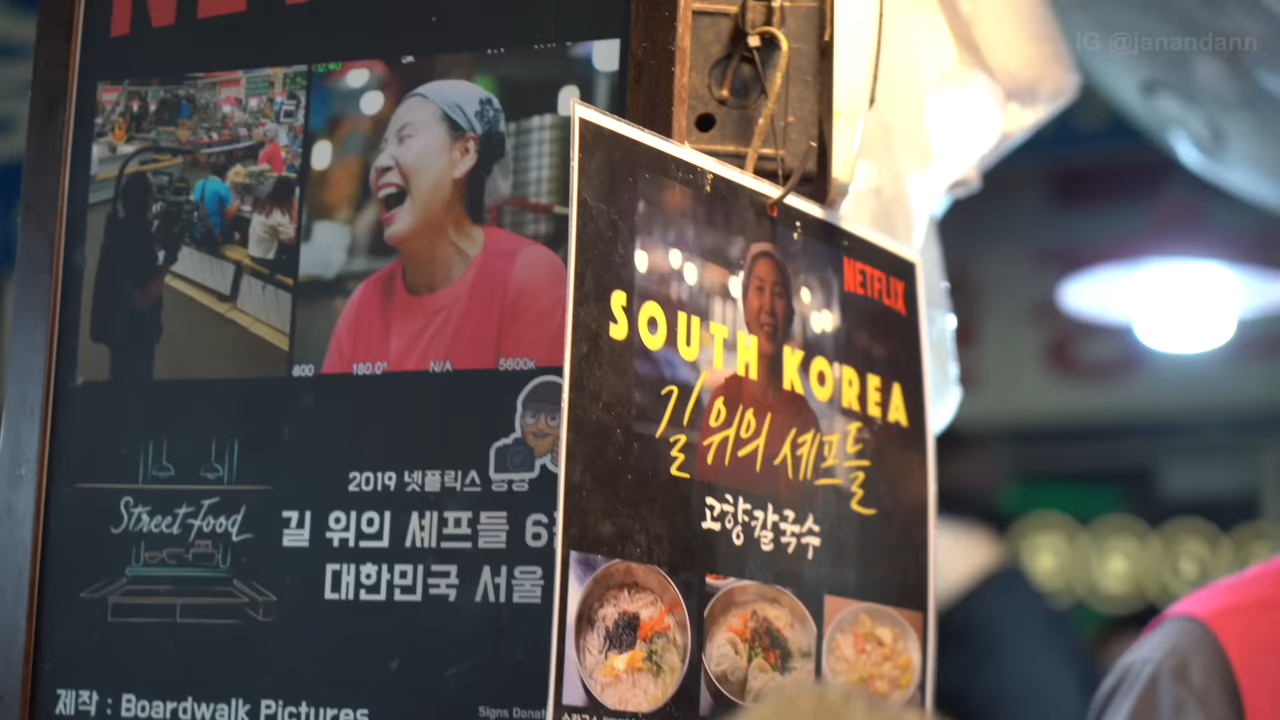 IG @janandann
800 180.0° N/A 5600k
2019 넷플릭스
Street Food
길 위의 셰프들
대한민국 서울
제작 : Boardwalk Pictures
Signs
NETFLIX
SOUTH KOREA
길 위의 셰프들
고향칼국수